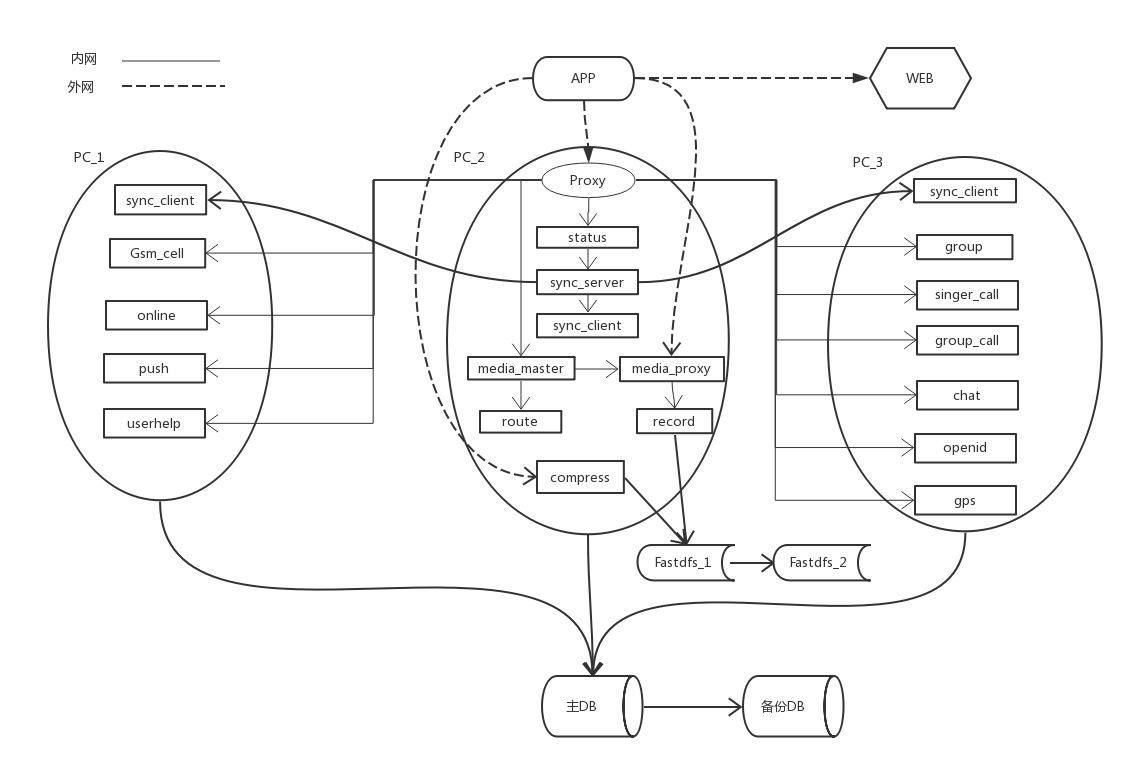 内网
外网
APP
WEB
PC_1
sync_client
Gsm_cell
online
push
userhelp
PC_2
Proxy
status
sync_server
sync_client
media_master
media_proxy
route
record
compress
PC_3
sync_client
group
singer_call
group_call
chat
openid
gps
Fastdfs_1
Fastdfs_2
主DB
备份DB